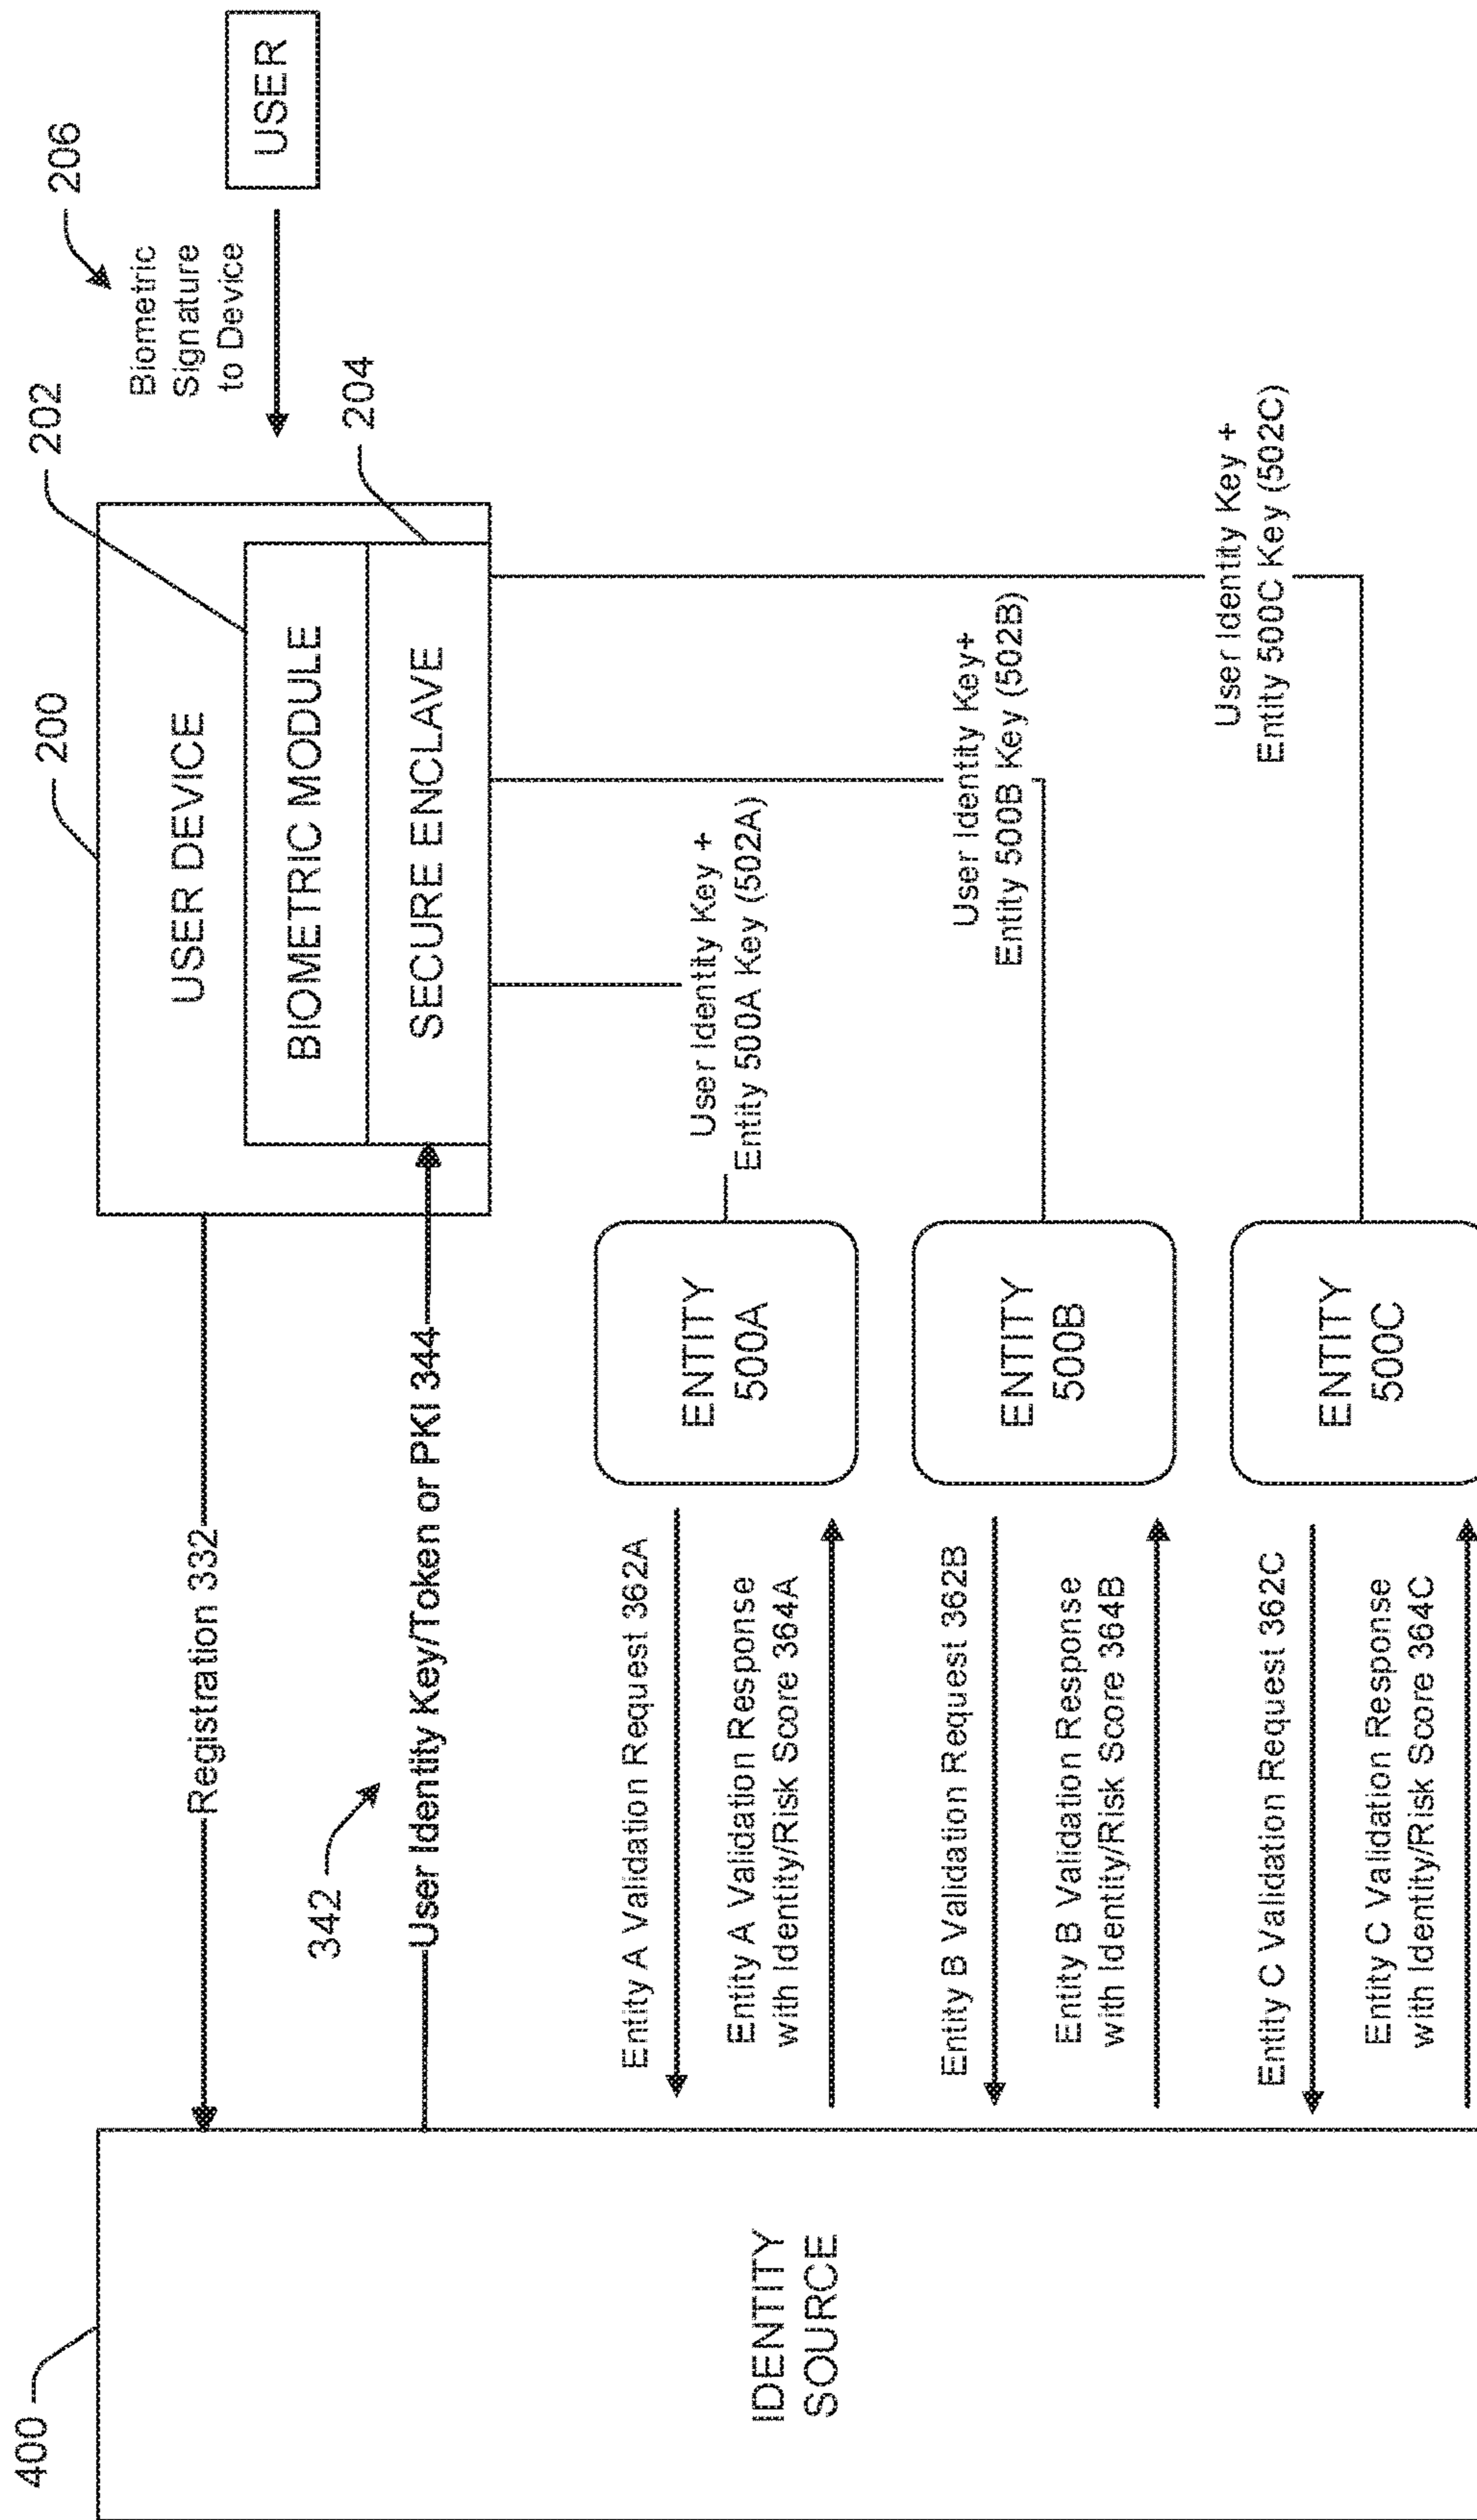 400
IDENTITY
SOURCE
Registration 332
342
User Identity Key/Token or PKI 344
200
USER DEVICE
202
BIOMETRIC MODULE
SECURE ENCLAVE
204
206
Biometric
Signature
to Device
USER
Entity A Validation Request 362A
Entity A Validation Response
with Identity/Risk Score 364A
ENTITY
500A
User Identity Key +
Entity 500A Key (502A)
Entity B Validation Request 362B
Entity B Validation Response
with Identity/Risk Score 364B
ENTITY
500B
User Identity Key+
Entity 500B Key (502B)
Entity C Validation Request 362C
Entity C Validation Response
with Identity/Risk Score 364C
ENTITY
500C
User Identity Key +
Entity 500C Key (502C)